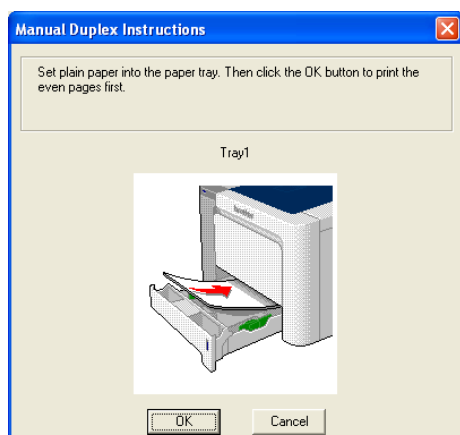 Manual Duplex Instructions
Set plain paper into the paper tray. Then click the OK button to print the
even pages first.
Tray1
brother
OK
Cancel